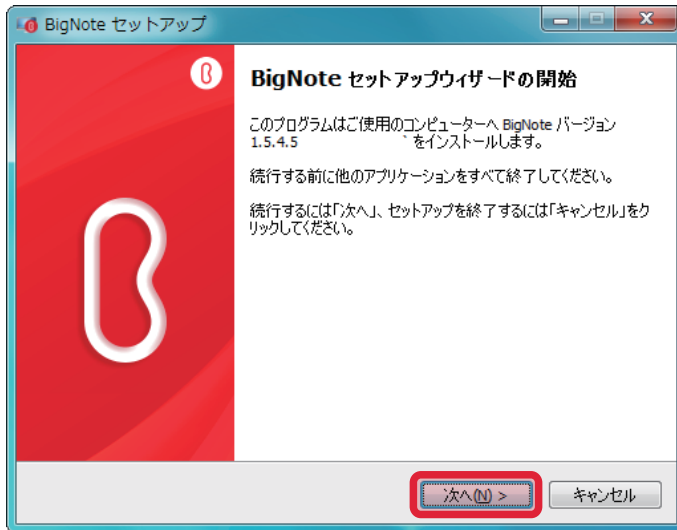 BigNote セットアップ
BigNote セットアップウィザードの開始
このプログラムはご使用のコンピューターへ BigNote バージョン
1.5.4.5 をインストールします。
続行する前に他のアプリケーションをすべて終了してください。
続行するには「次へ」、セットアップを終了するには「キャンセル」をク
リックしてください。
次へ(N) >
キャンセル